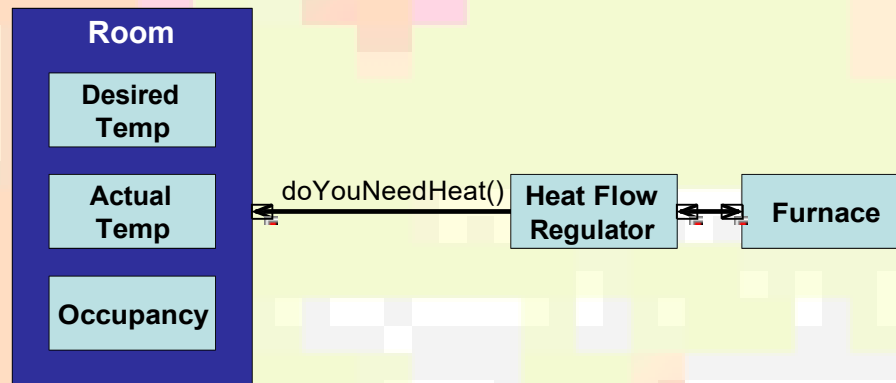 Room
Desired
Temp
Actual
Temp
Occupancy
doYouNeedHeat()
Heat Flow
Regulator
Furnace